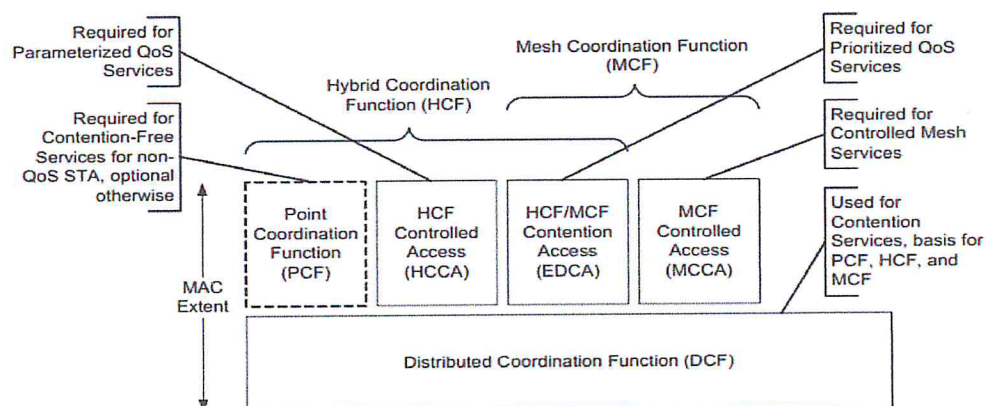 Required for
Parameterized QoS
Services
Required for
Contention-Free
Services for non-
QoS STA, optional
otherwise
Mesh Coordination Function
(MCF)
Hybrid Coordination
Function (HCF)
Required for
Prioritized QoS
Services
Required for
Controlled Mesh
Services
Used for
Contention
Services, basis for
PCF, HCF, and
MCF
Point
Coordination
Function
(PCF)
HCF
Controlled
Access
(HCCA)
HCF/MCF
Contention
Access
(EDCA)
MCF
Controlled
Access
(MCCA)
MAC
Extent
Distributed Coordination Function (DCF)